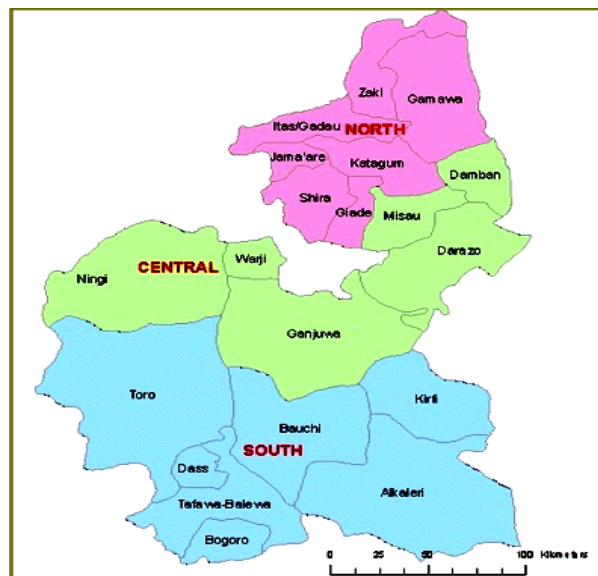 Zaki
Gamawa
Itas/Gadau NORTH
Jama'are
Katagum
Damban
Shira
Giade
Misau
Darazo
Warji
CENTRAL
Ningi
Ganjuwa
Toro
Kirfi
Bauchi
SOUTH
Dass
Alkaleri
Tafawa-Balewa
Bogoro
0 25 50 100 Kilometers